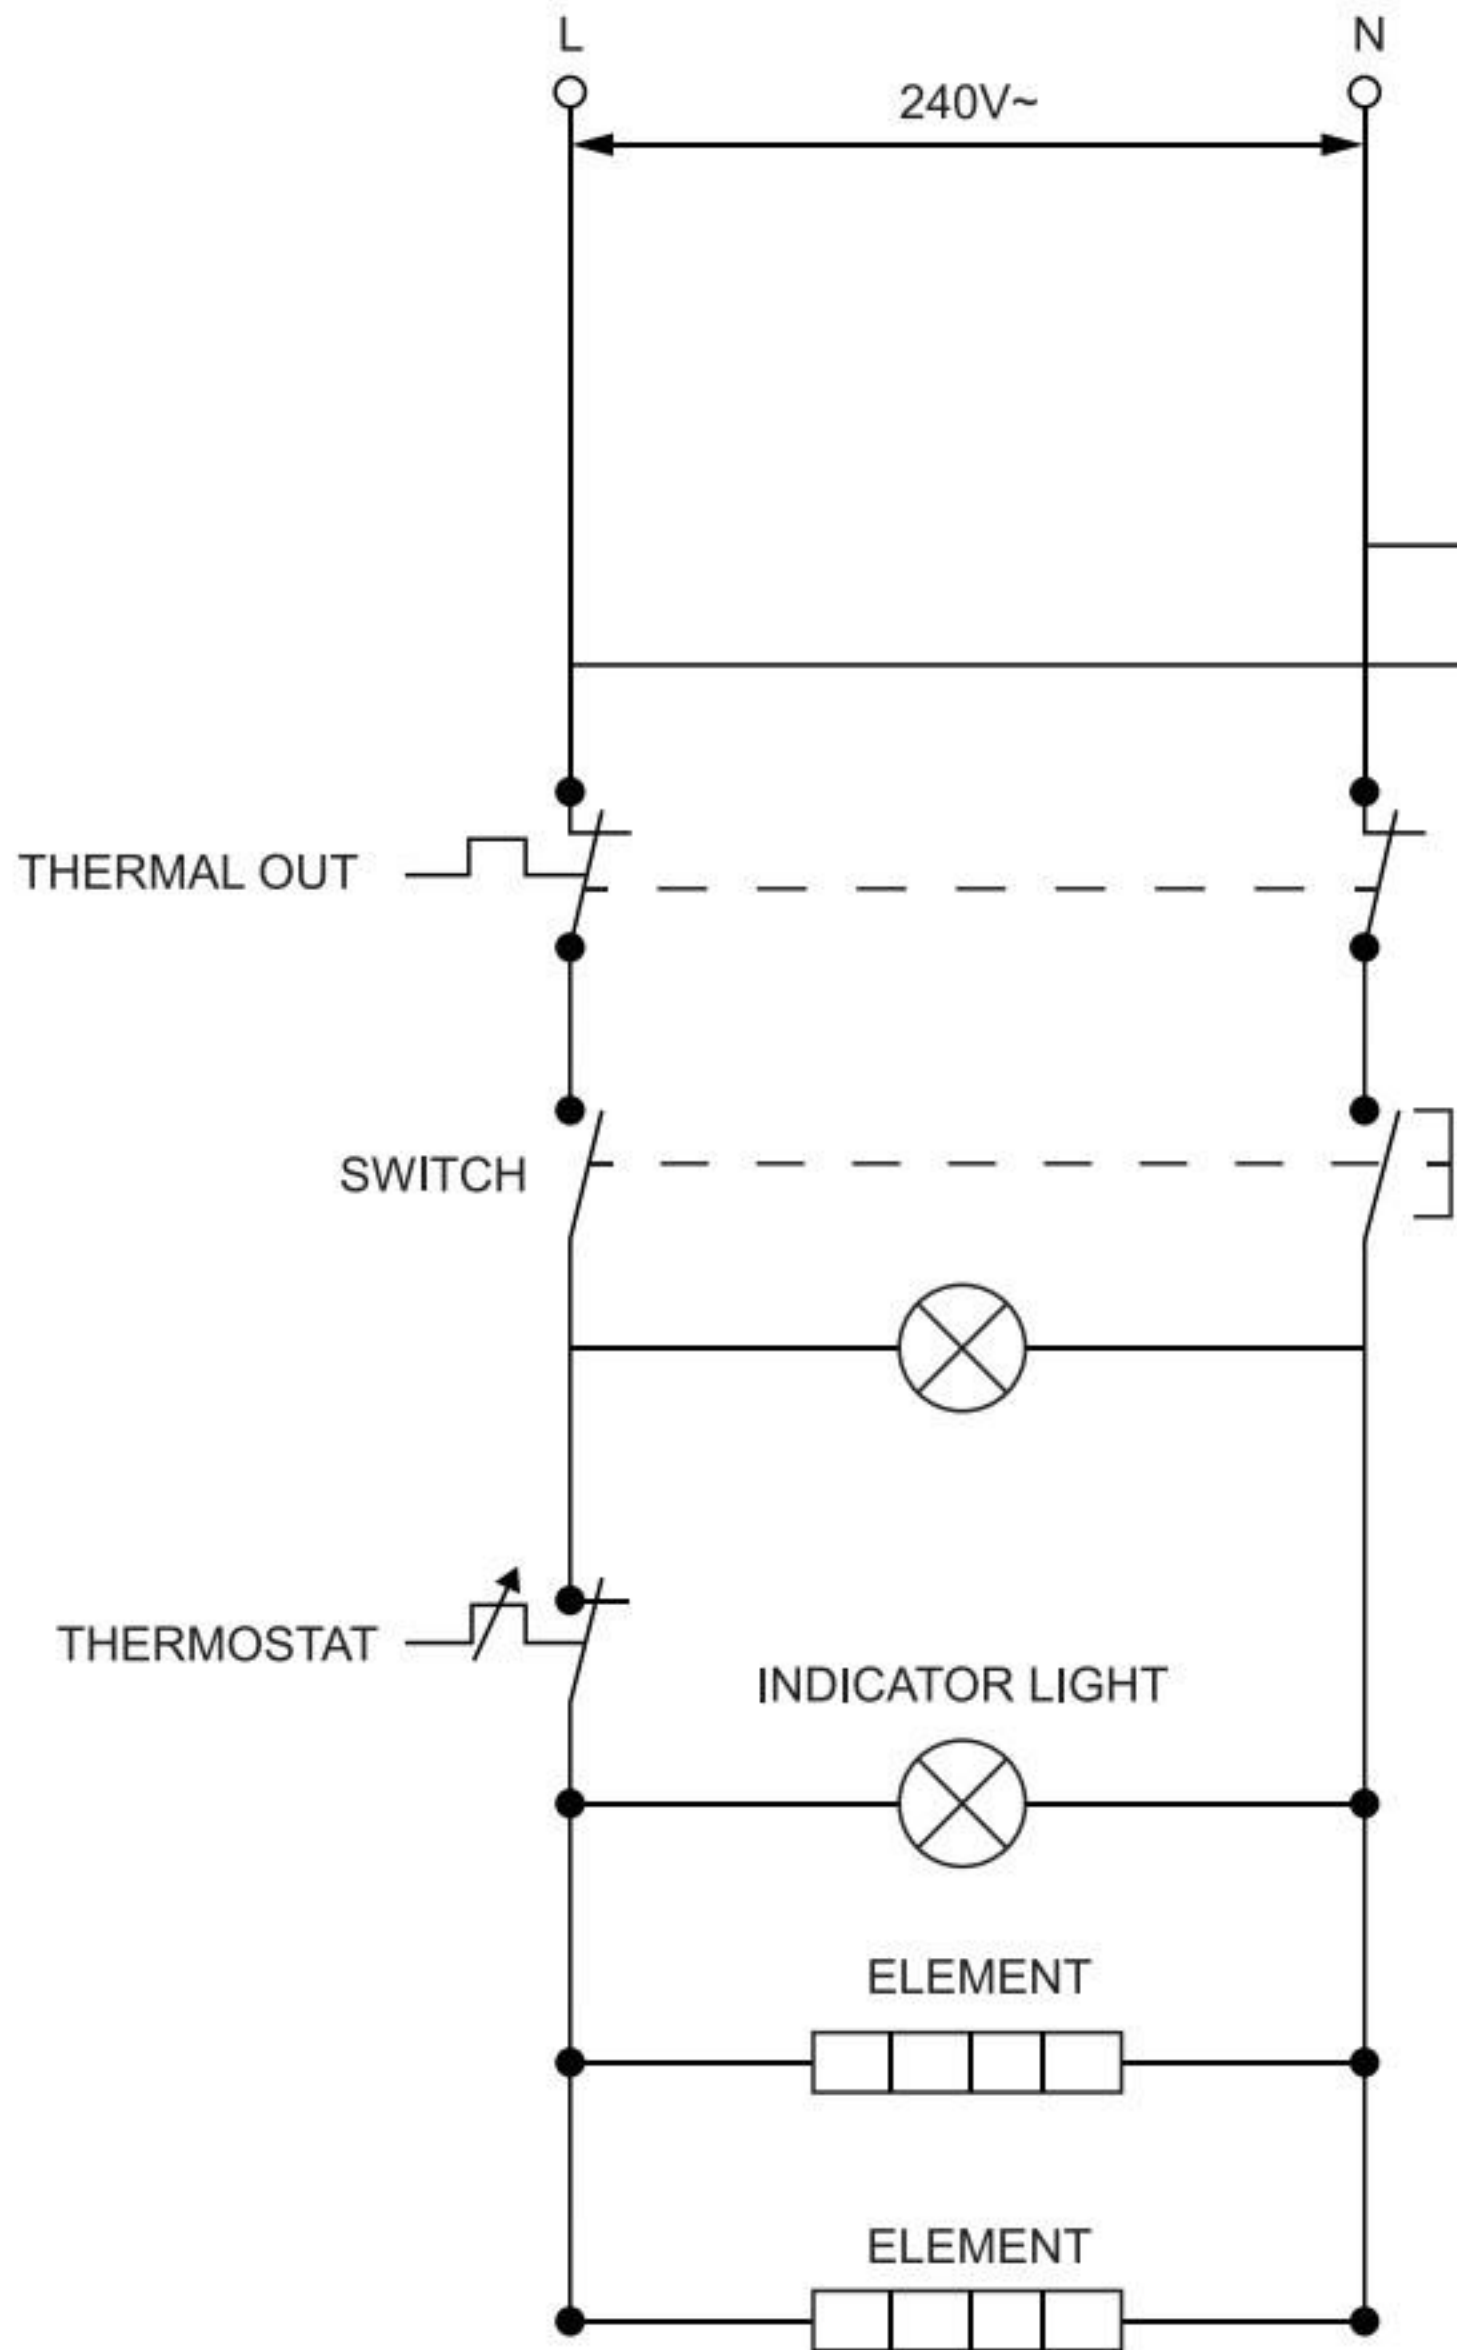 L
N
240V~
THERMAL OUT
SWITCH
THERMOSTAT
INDICATOR LIGHT
ELEMENT
ELEMENT